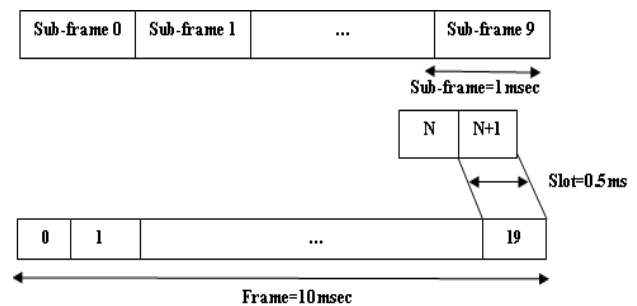 Sub-frame 0 Sub-frame 1 ... Sub-frame 9
Sub-frame=1msec
N N+1
Slot=0.5ms
0 1 ... 19
Frame=10msec